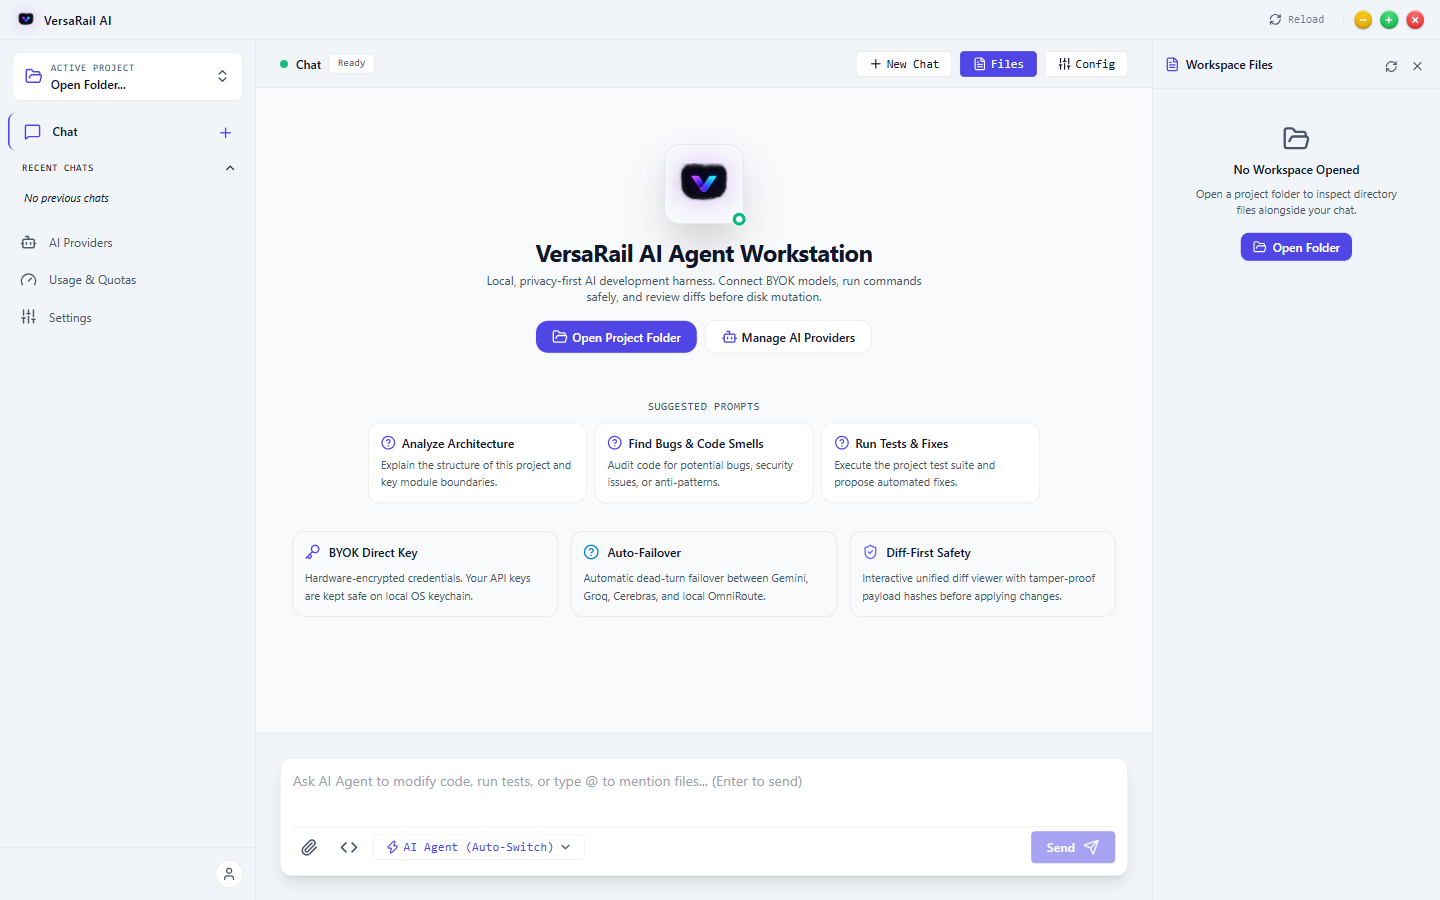 VersaRail AI
Reload
ACTIVE PROJECT
Open Folder...
Chat
RECENT CHATS
No previous chats
AI Providers
Usage & Quotas
Settings
Chat
Ready
New Chat
Files
Config
VersaRail AI Agent Workstation
Local, privacy-first AI development harness. Connect BYOK models, run commands
safely, and review diffs before disk mutation.
Open Project Folder
Manage AI Providers
SUGGESTED PROMPTS
Analyze Architecture
Explain the structure of this project and
key module boundaries.
Find Bugs & Code Smells
Audit code for potential bugs, security
issues, or anti-patterns.
Run Tests & Fixes
Execute the project test suite and
propose automated fixes.
BYOK Direct Key
Hardware-encrypted credentials. Your API keys
are kept safe on local OS keychain.
Auto-Failover
Automatic dead-turn failover between Gemini,
Groq, Cerebras, and local OmniRoute.
Diff-First Safety
Interactive unified diff viewer with tamper-proof
payload hashes before applying changes.
Ask AI Agent to modify code, run tests, or type @ to mention files... (Enter to send)
AI Agent (Auto-Switch)
Send
Workspace Files
No Workspace Opened
Open a project folder to inspect directory
files alongside your chat.
Open Folder